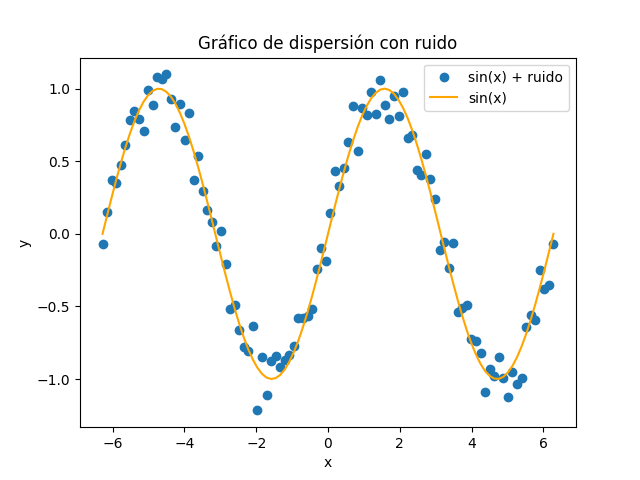 Gráfico de dispersión con ruido
sin(x) + ruido
sin(x)
1.0
0.5
0.0
−0.5
−1.0
y
−6
−4
−2
0
2
4
6
x